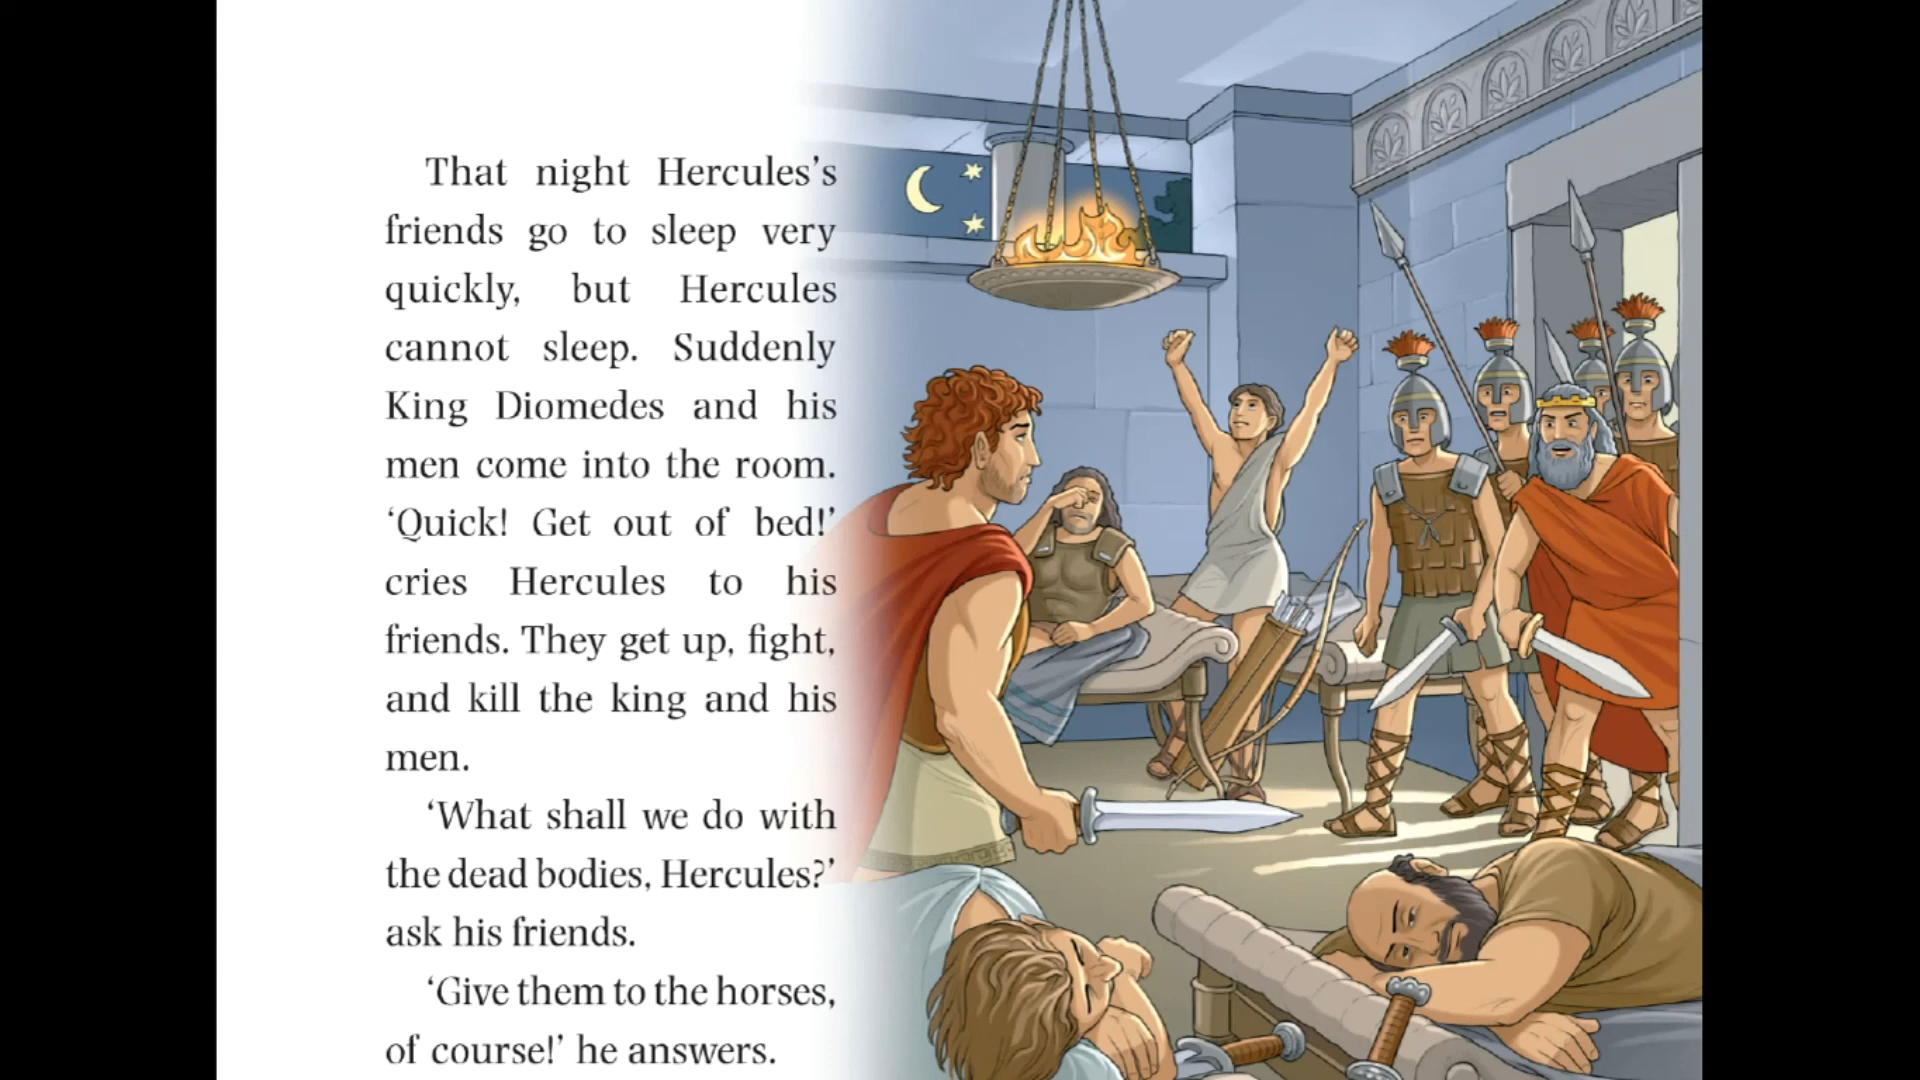 That night Hercules’s
friends go to sleep very
quickly, but Hercules
cannot sleep. Suddenly
King Diomedes and his
men come into the room.
‘Quick! Get out of bed!’
cries Hercules to his
friends. They get up, fight,
and kill the king and his
men.
‘What shall we do with
the dead bodies, Hercules?’
ask his friends.
‘Give them to the horses,
of course!’ he answers.